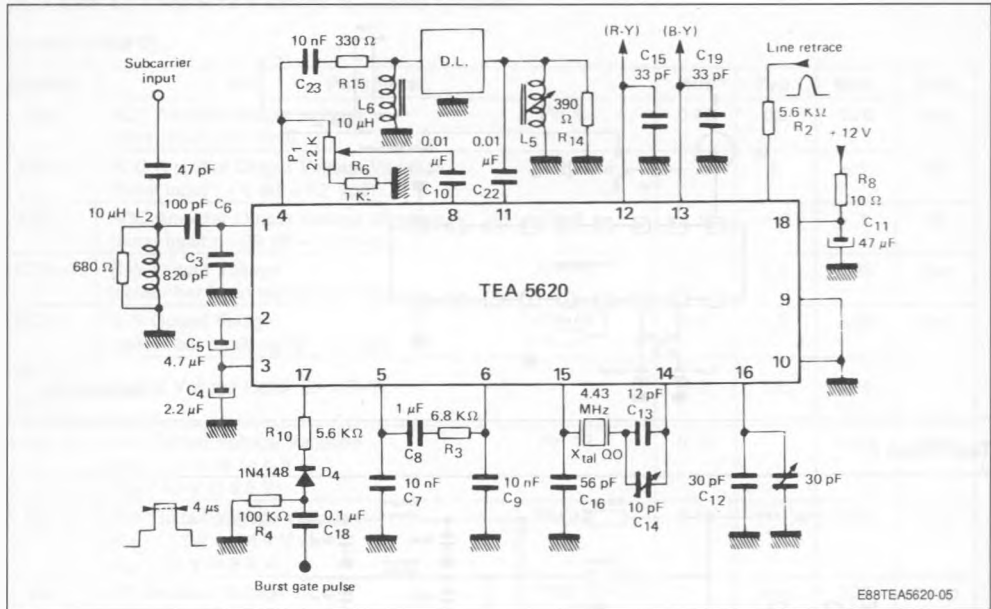 Subcarrier
input
47 pF
10 µH
L2
100 pF
C6
680 Ω
C3
820 pF
C5
4.7 µF
C4
2.2 µF
10 nF
C23
330 Ω
R15
L6
10 µH
P1
2.2 K
R6
1 K
D.L.
0.01
µF
C10
0.01
µF
C22
L5
390
Ω
R14
(R-Y)
(B-Y)
C15
33 pF
C19
33 pF
Line retrace
5.6 KΩ
R2
+ 12 V
R8
10 Ω
C11
47 µF
4
8
11
12
13
18
1
2
3
9
10
TEA 5620
17
5
6
15
14
16
R10
5.6 KΩ
1N4148
D4
4 µs
100 KΩ
R4
0.1 µF
C18
Burst gate pulse
1 µF
C8
6.8 KΩ
R3
10 nF
C7
10 nF
C9
56 pF
C16
4.43
MHz
Xtal QO
12 pF
C13
10 pF
C14
30 pF
C12
30 pF
E88TEA5620-05